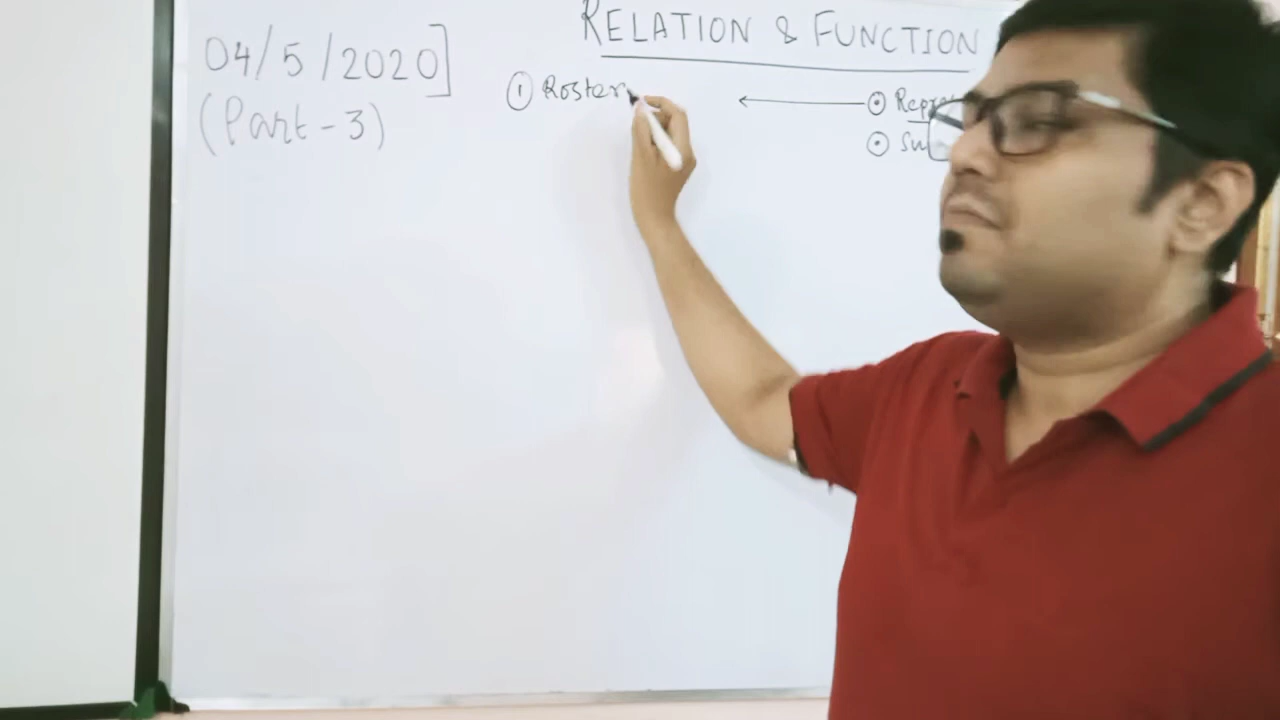 04/5/2020]
(Part-3)
RELATION & FUNCTION
① Roster
←
⊙
⊙